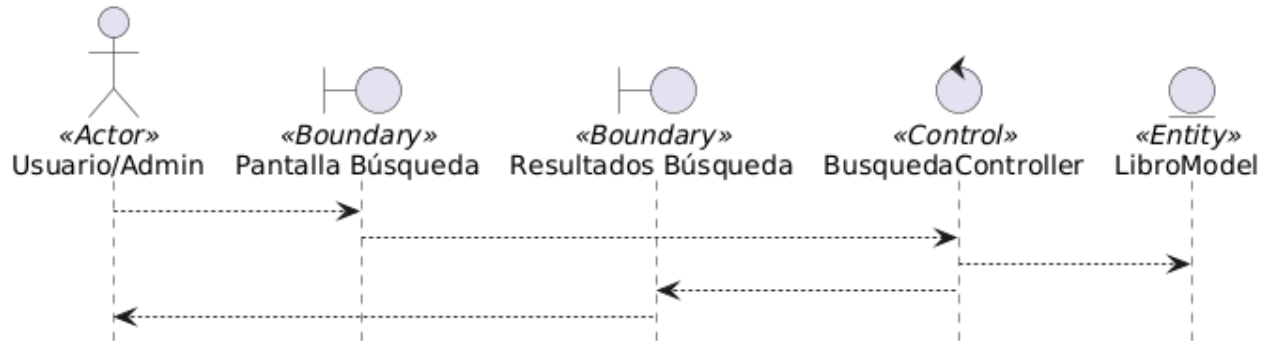 «Actor»
Usuario/Admin
«Boundary»
Pantalla Búsqueda
«Boundary»
Resultados Búsqueda
«Control»
BusquedaController
«Entity»
LibroModel